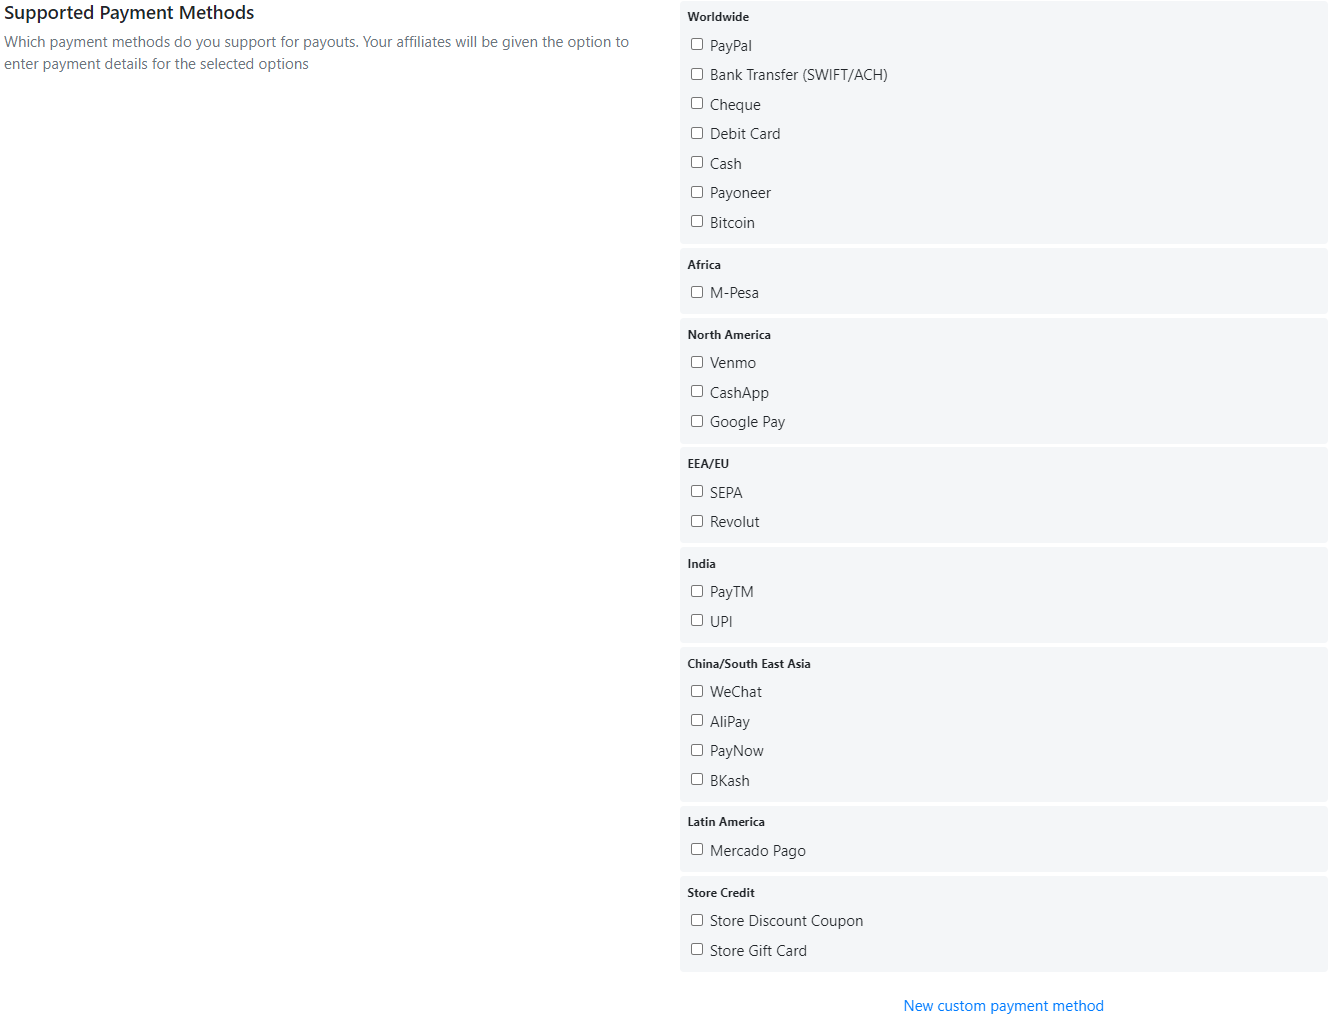 Supported Payment Methods
Which payment methods do you support for payouts. Your affiliates will be given the option to
enter payment details for the selected options
Worldwide
PayPal
Bank Transfer (SWIFT/ACH)
Cheque
Debit Card
Cash
Payoneer
Bitcoin
Africa
M-Pesa
North America
Venmo
CashApp
Google Pay
EEA/EU
SEPA
Revolut
India
PayTM
UPI
China/South East Asia
WeChat
AliPay
PayNow
BKash
Latin America
Mercado Pago
Store Credit
Store Discount Coupon
Store Gift Card
New custom payment method